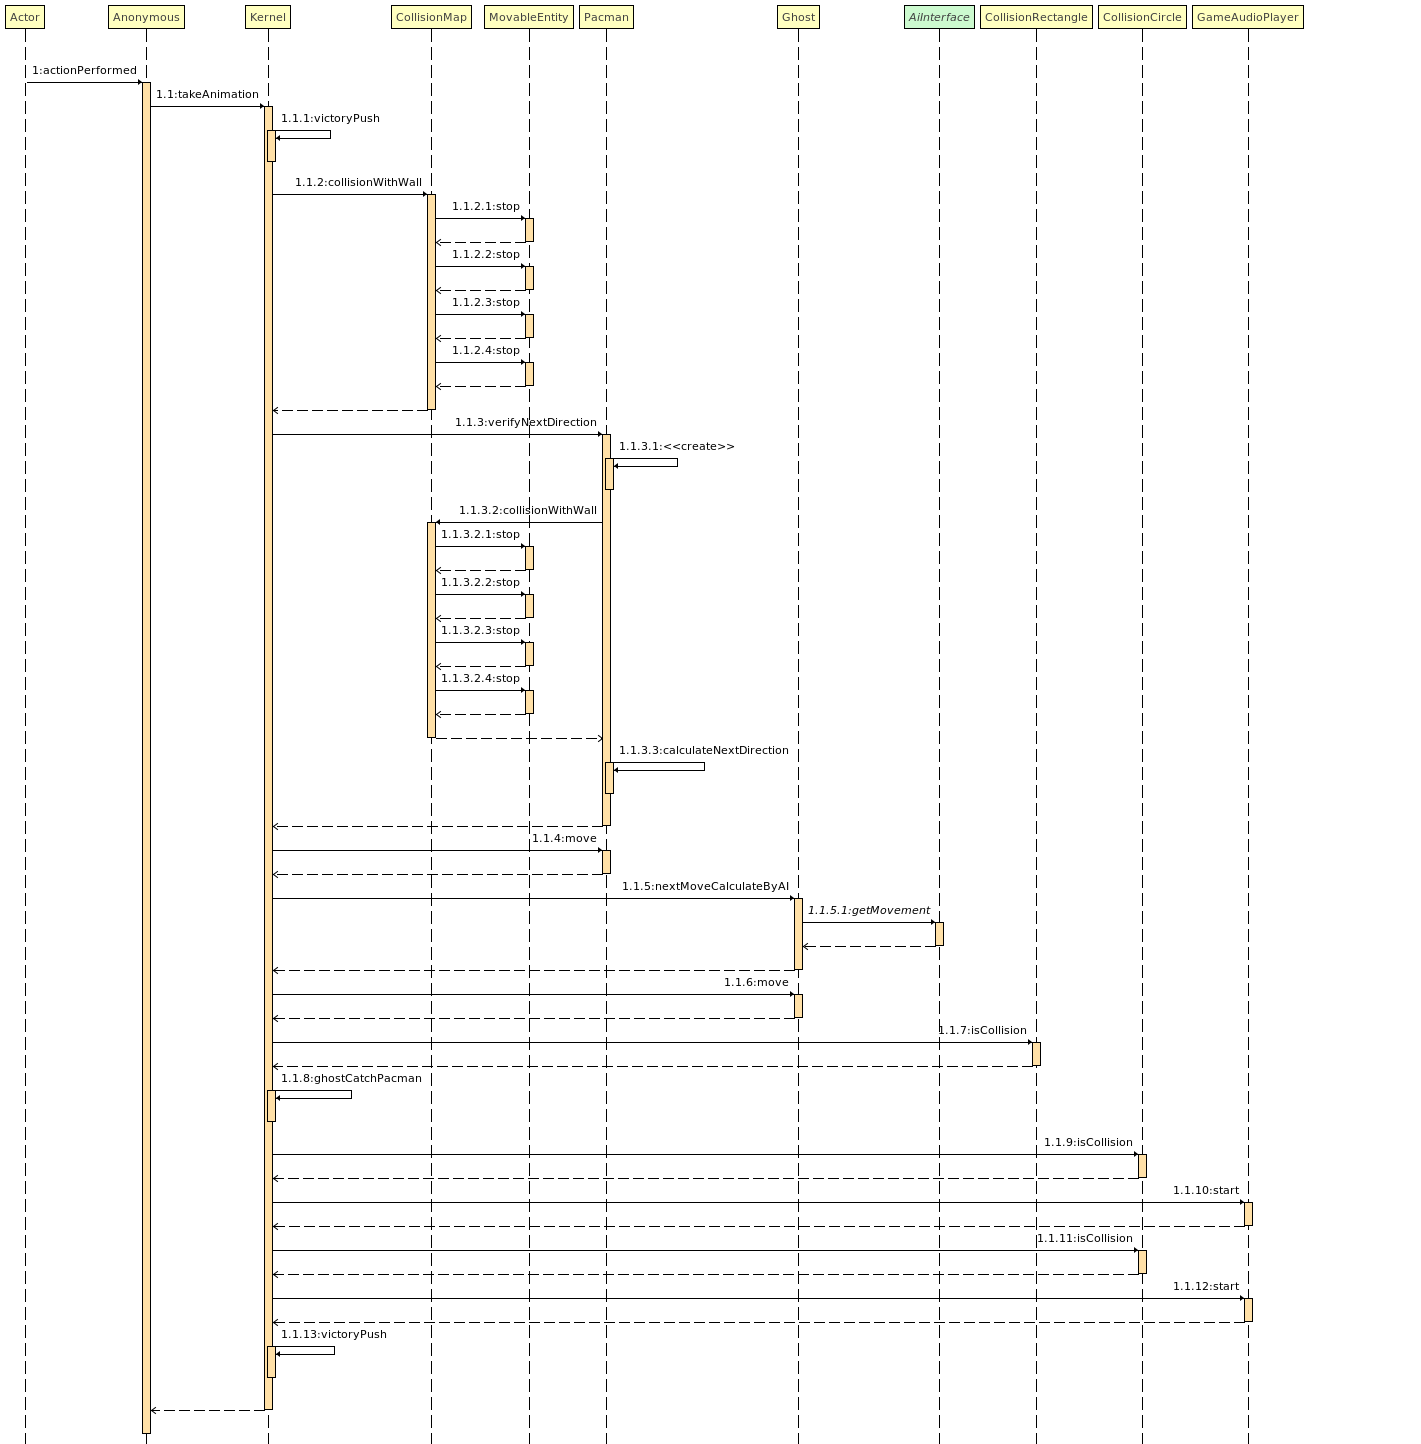 Actor
Anonymous
Kernel
CollisionMap
MovableEntity
Pacman
Ghost
AiInterface
CollisionRectangle
CollisionCircle
GameAudioPlayer
1:actionPerformed
1.1:takeAnimation
1.1.1:victoryPush
1.1.2:collisionWithWall
1.1.2.1:stop
1.1.2.2:stop
1.1.2.3:stop
1.1.2.4:stop
1.1.3:verifyNextDirection
1.1.3.1:<<create>>
1.1.3.2:collisionWithWall
1.1.3.2.1:stop
1.1.3.2.2:stop
1.1.3.2.3:stop
1.1.3.2.4:stop
1.1.3.3:calculateNextDirection
1.1.4:move
1.1.5:nextMoveCalculateByAI
1.1.5.1:getMovement
1.1.6:move
1.1.7:isCollision
1.1.8:ghostCatchPacman
1.1.9:isCollision
1.1.10:start
1.1.11:isCollision
1.1.12:start
1.1.13:victoryPush